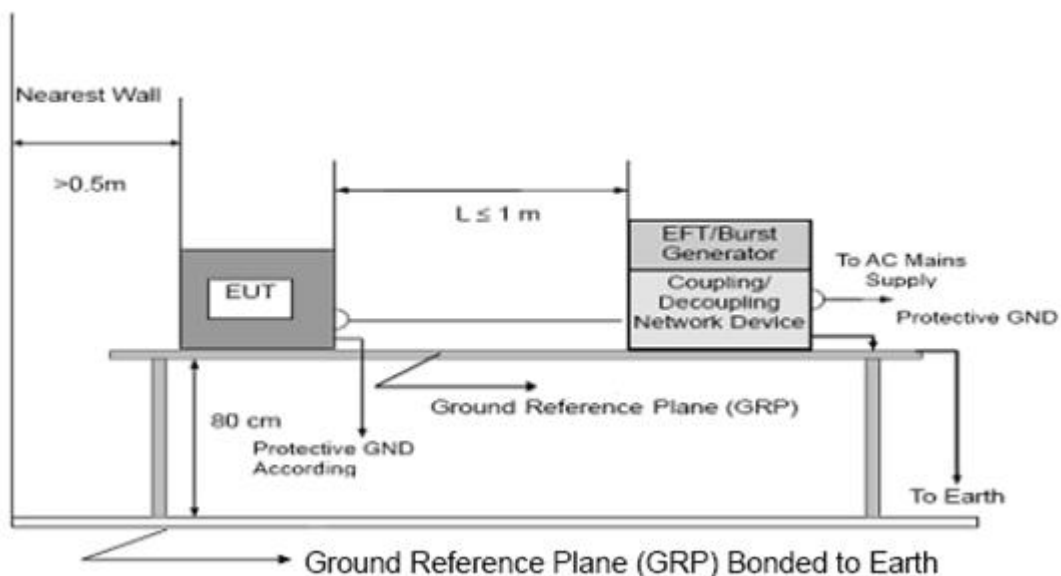 Nearest Wall
>0.5m
L ≤ 1 m
EFT/Burst
Generator
Coupling/
Decoupling
Network Device
To AC Mains
Supply
Protective GND
EUT
Ground Reference Plane (GRP)
80 cm
Protective GND
According
To Earth
Ground Reference Plane (GRP) Bonded to Earth